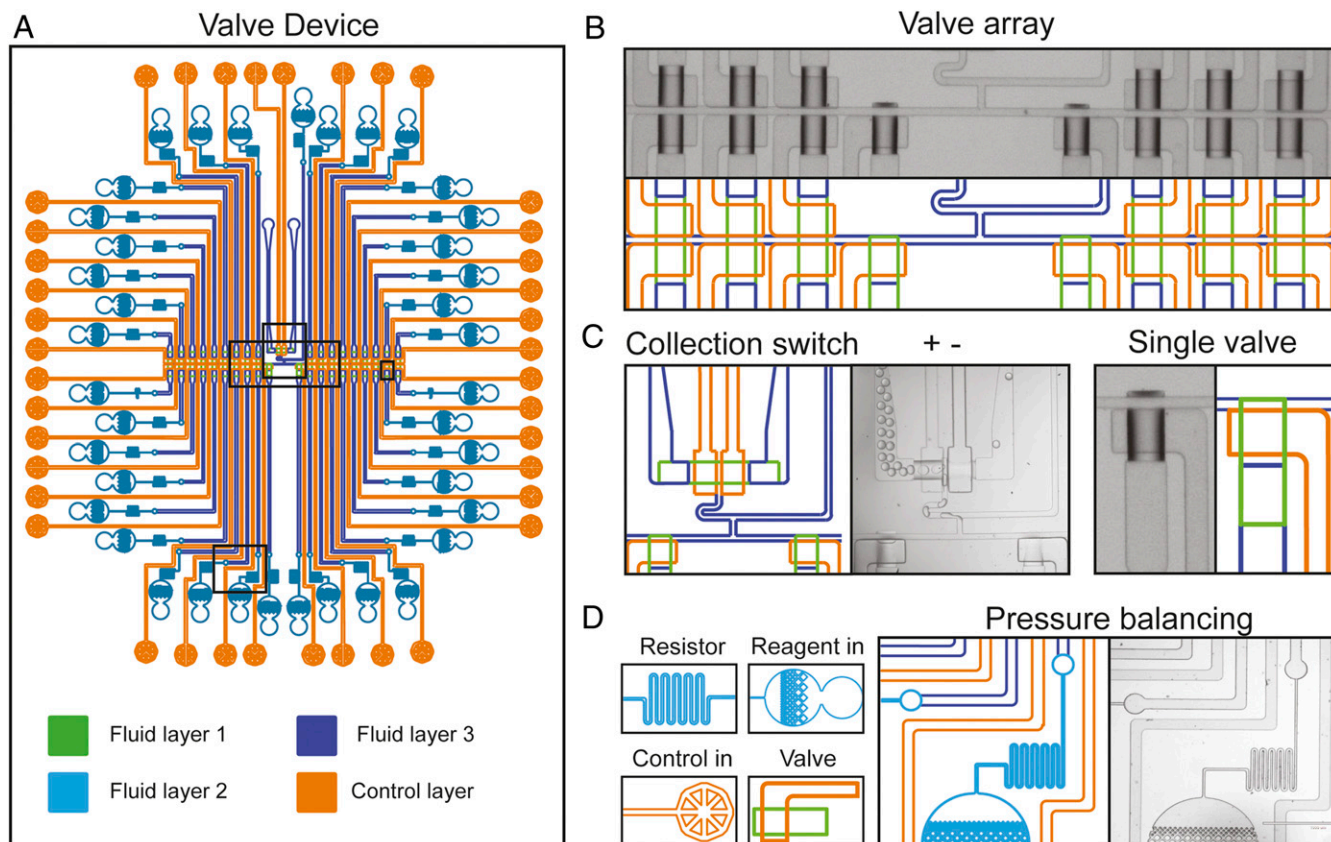 A
Valve Device
Fluid layer 1
Fluid layer 2
Fluid layer 3
Control layer
B
Valve array
C
Collection switch
+ -
Single valve
D
Resistor
Reagent in
Control in
Valve
Pressure balancing